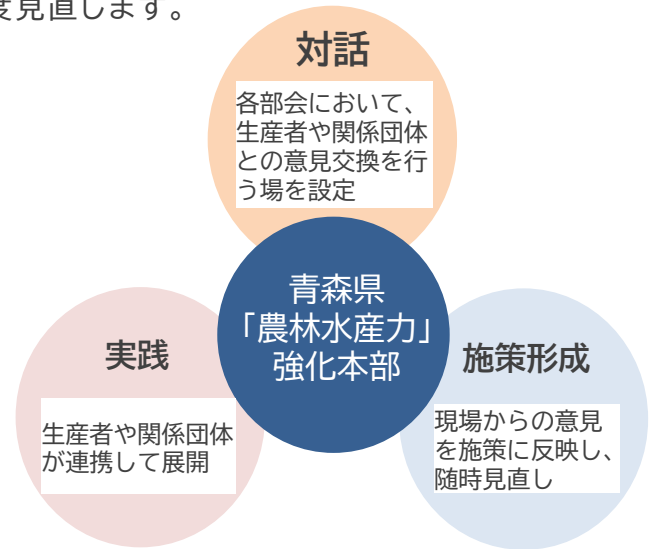 度見直します。
対話
各部会において、
生産者や関係団体
との意見交換を行
う場を設定
青森県
「農林水産力」
強化本部
実践
生産者や関係団体
が連携して展開
施策形成
現場からの意見
を施策に反映し、
随時見直し